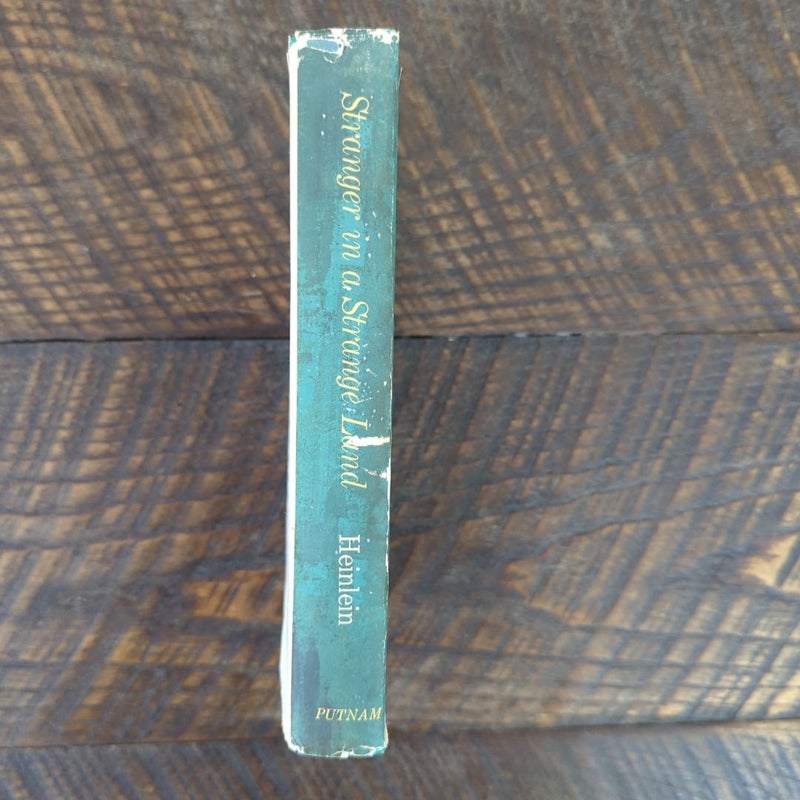 Stranger in a Strange Land
Heinlein
PUTNAM